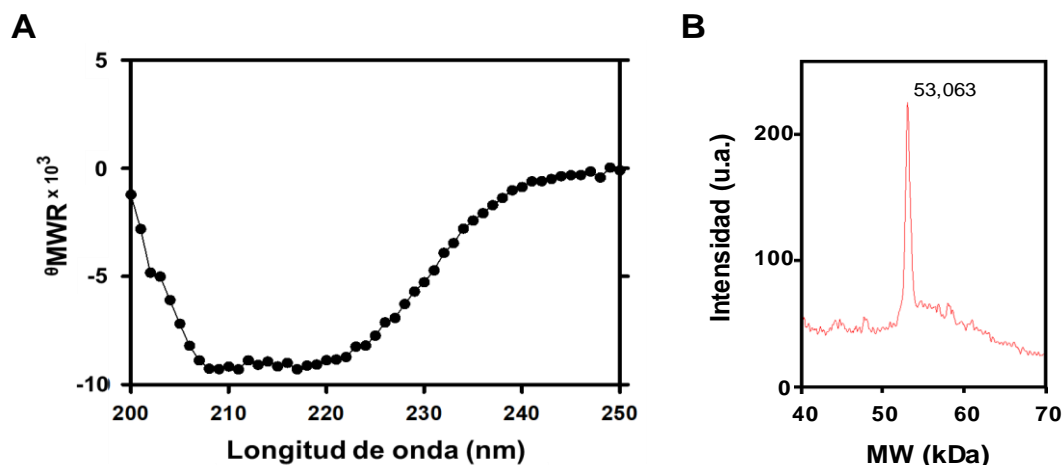 A
5
0
-5
-10
θMWR x 10³
200 210 220 230 240 250
Longitud de onda (nm)
B
53,063
200
100
0
Intensidad (u.a.)
40 50 60 70
MW (kDa)